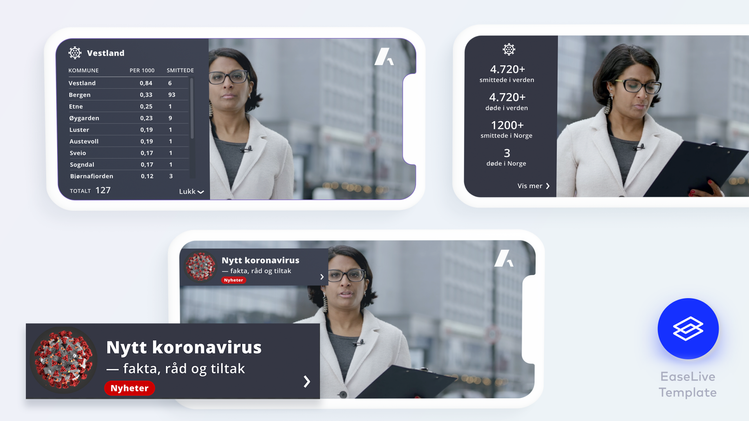 Vestland
KOMMUNE PER 1000 SMITTEDE
Vestland 0,84 6
Bergen 0,33 93
Etne 0,25 1
Øygarden 0,23 9
Luster 0,19 1
Austevoll 0,19 1
Sveio 0,17 1
Sogndal 0,17 1
Bjørnafjorden 0,12 3
TOTALT 127 Lukk
4.720+
smittede i verden
4.720+
døde i verden
1200+
smittede i Norge
3
døde i Norge
Vis mer
Nytt koronavirus
— fakta, råd og tiltak
Nyheter
Nytt koronavirus
— fakta, råd og tiltak
Nyheter
EaseLive
Template